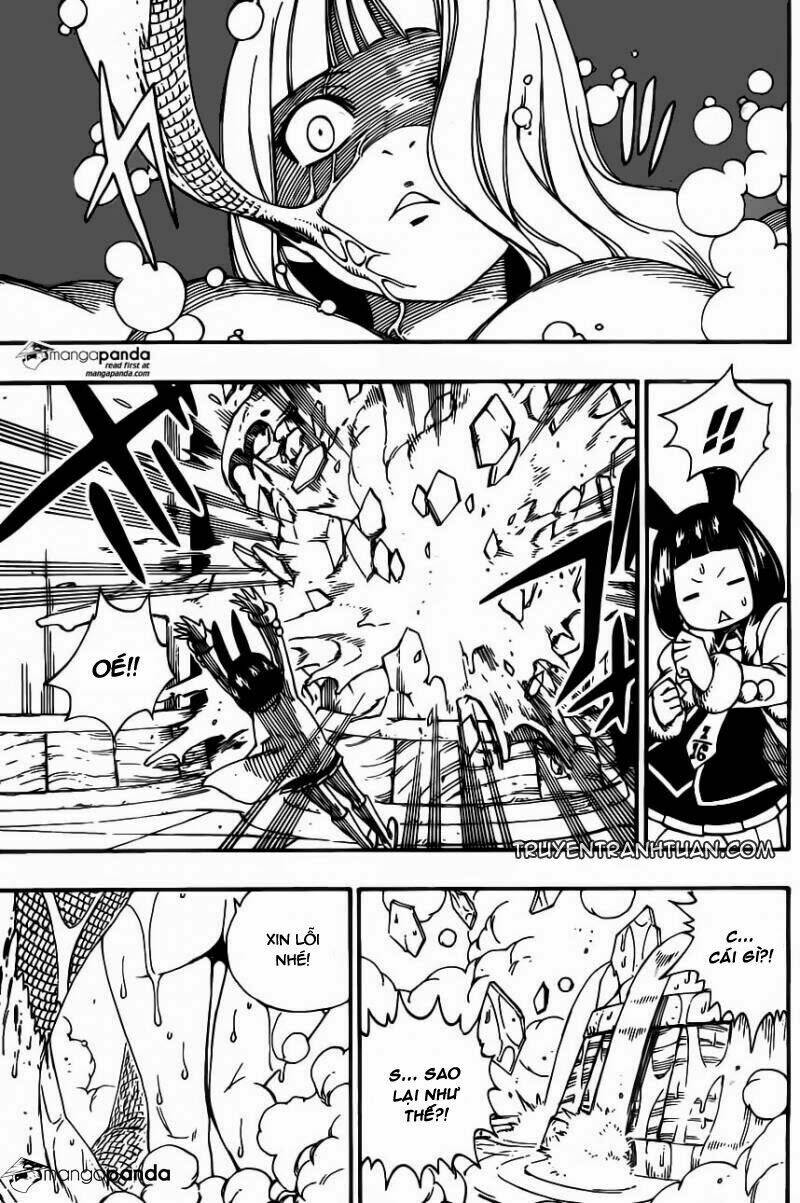 mangapanda
read first at
mangapanda.com
!!
OÉ!!
TRUYENTRANHTUAN.COM
C...
CÁI GÌ?!
S... SAO
LẠI NHƯ
THẾ?!
XIN LỖI
NHÉ!
mangapanda